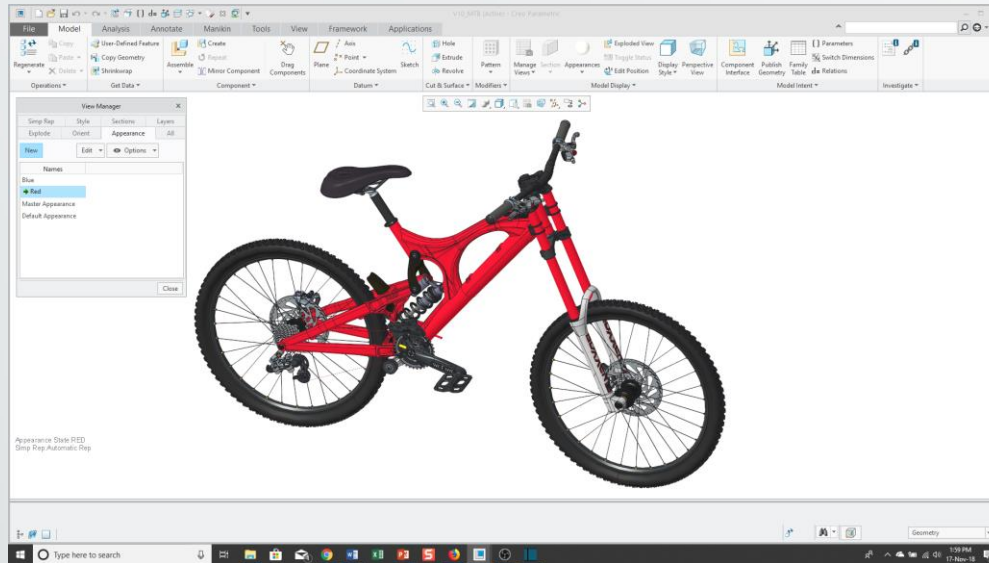 V10_MTB (Active) - Creo Parametric
File Model Analysis Annotate Manikin Tools View Framework Applications
Regenerate
Copy
Paste
Delete
Operations
User-Defined Feature
Copy Geometry
Shrinkwrap
Get Data
Assemble
Create
Repeat
Mirror Component
Drag
Components
Component
Plane
Axis
Point
Coordinate System
Sketch
Datum
Hole
Extrude
Revolve
Cut & Surface
Pattern
Modifiers
Manage
Views
Section
Appearances
Exploded View
Toggle Status
Edit Position
Display
Style
Perspective
View
Model Display
Component
Interface
Publish
Geometry
Family
Table
Parameters
Switch Dimensions
Relations
Model Intent
Investigate
View Manager
Simp Rep Style Sections Layers
Explode Orient Appearance All
New Edit Options
Names
Blue
Red
Master Appearance
Default Appearance
Close
Appearance State:RED
Simp Rep:Automatic Rep
Geometry
Type here to search
1:59 PM
17-Nov-18